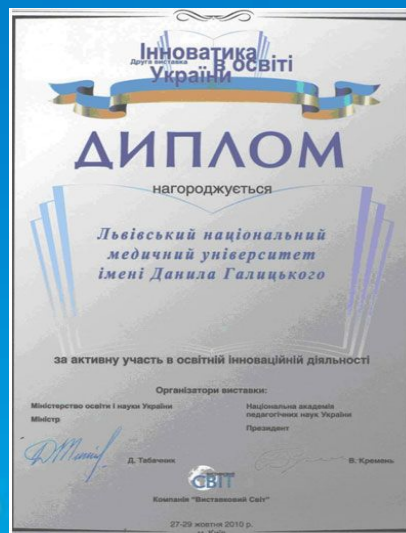 Інноватика
Друга виставка
в освіті
України
ДИПЛОМ
нагороджується
Львівський національний
медичний університет
імені Данила Галицького
за активну участь в освітній інноваційній діяльності
Організатори виставки:
Міністерство освіти і науки України
Міністр
Національна академія
педагогічних наук України
Президент
Д. Табачник
В. Кремень
СВІТ
Компанія "Виставковий Світ"
27-29 жовтня 2010 р.
м. Київ